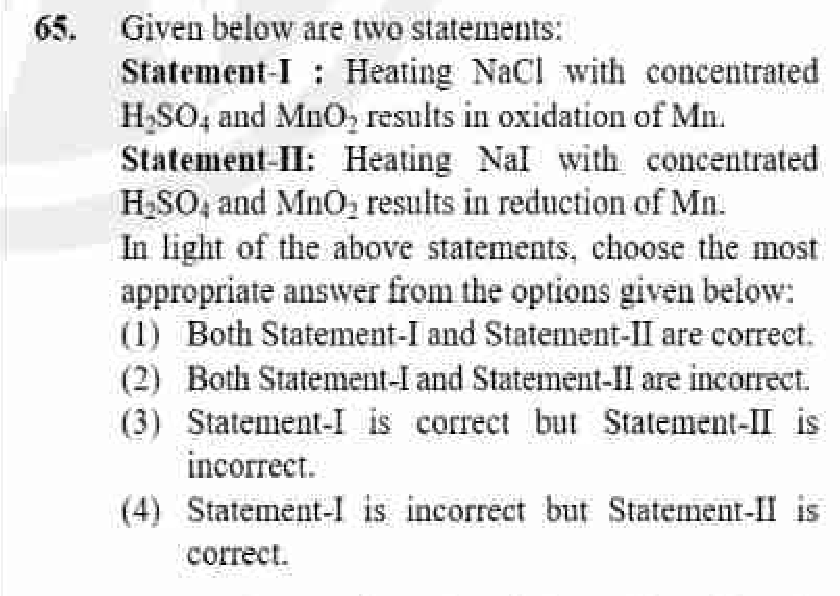 65. Given below are two statements:
Statement-I : Heating NaCl with concentrated
H₂SO₄ and MnO₂ results in oxidation of Mn.
Statement-II: Heating NaI with concentrated
H₂SO₄ and MnO₂ results in reduction of Mn.
In light of the above statements, choose the most
appropriate answer from the options given below:
(1) Both Statement-I and Statement-II are correct.
(2) Both Statement-I and Statement-II are incorrect.
(3) Statement-I is correct but Statement-II is
incorrect.
(4) Statement-I is incorrect but Statement-II is
correct.